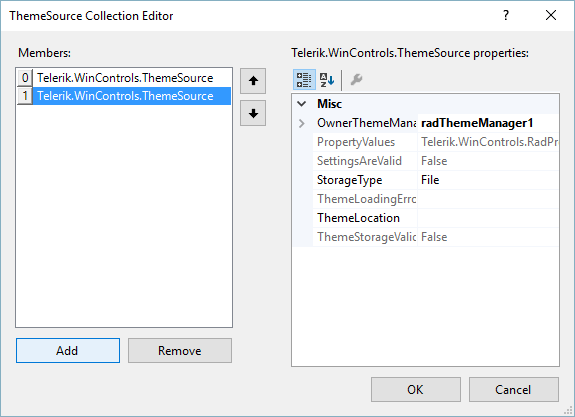 ThemeSource Collection Editor ?
Members:
0 Telerik.WinControls.ThemeSource
1 Telerik.WinControls.ThemeSource
Add Remove
Telerik.WinControls.ThemeSource properties:
Misc
OwnerThemeMana radThemeManager1
PropertyValues Telerik.WinControls.RadPr
SettingsAreValid False
StorageType File
ThemeLoadingErro
ThemeLocation
ThemeStorageValid False
OK Cancel